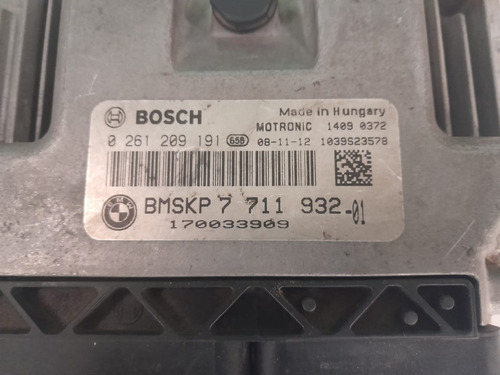 BOSCH
Made in Hungary
MOTRONIC 1409 0372
0 261 209 191 658 08-11-12 1039S23578
BMW
BMSKP 7 711 932-01
170033909